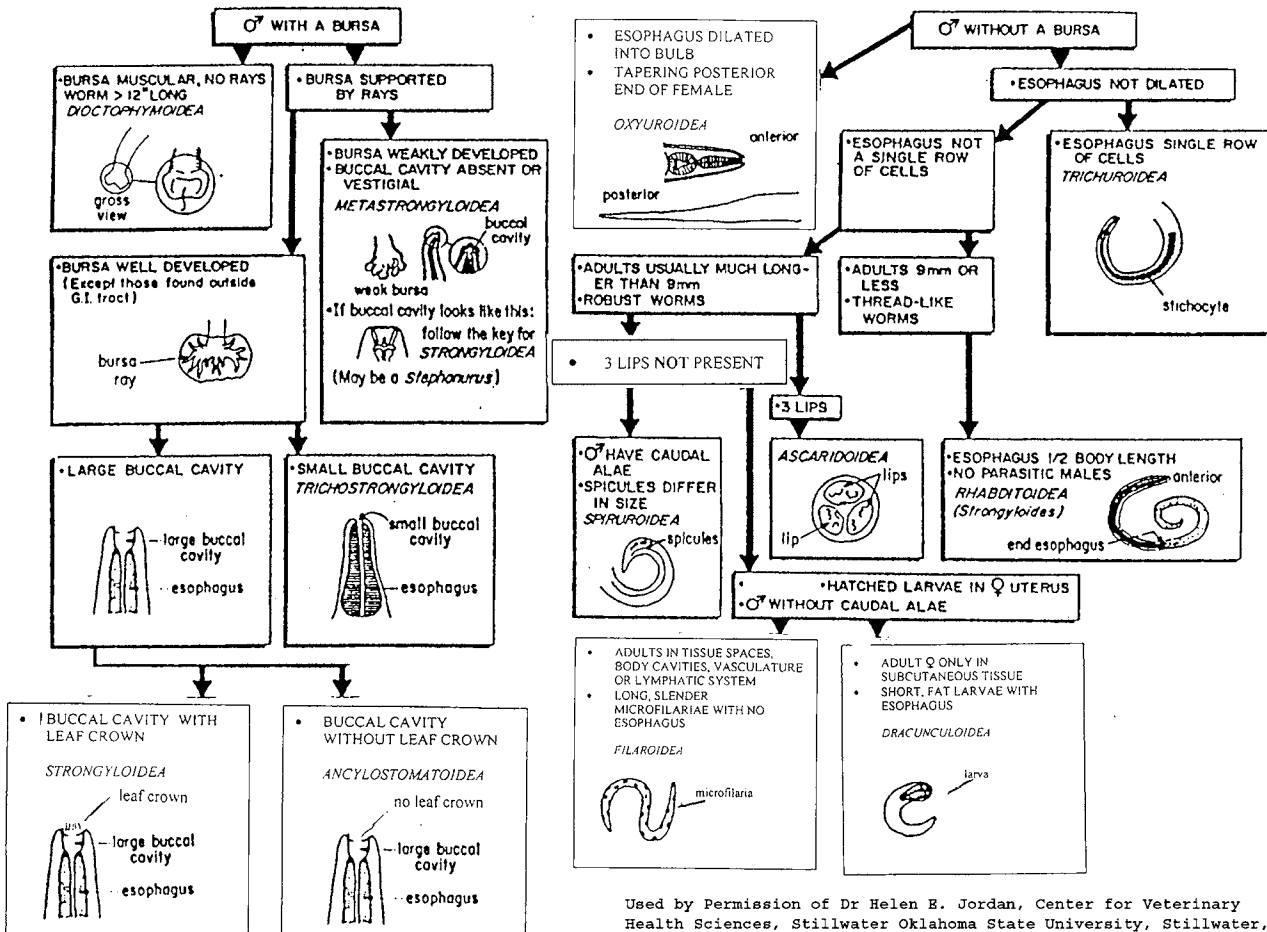 ♂ WITH A BURSA
• BURSA MUSCULAR, NO RAYS
WORM > 12" LONG
DIOCTOPHYMOIDEA
gross
view
• BURSA SUPPORTED
BY RAYS
• BURSA WEAKLY DEVELOPED
• BUCCAL CAVITY ABSENT OR
VESTIGIAL
METASTRONGYLOIDEA
buccal
cavity
weak bursa
• If buccal cavity looks like this:
follow the key for
STRONGYLOIDEA
(May be a Stephanurus)
• BURSA WELL DEVELOPED
(Except those found outside
G.I. tract)
bursa
ray
• LARGE BUCCAL CAVITY
large buccal
cavity
esophagus
• SMALL BUCCAL CAVITY
TRICHOSTRONGYLOIDEA
small buccal
cavity
esophagus
• BUCCAL CAVITY WITH
LEAF CROWN
STRONGYLOIDEA
leaf crown
large buccal
cavity
esophagus
• BUCCAL CAVITY
WITHOUT LEAF CROWN
ANCYLOSTOMATOIDEA
no leaf crown
large buccal
cavity
esophagus
♂ WITHOUT A BURSA
• ESOPHAGUS DILATED
INTO BULB
• TAPERING POSTERIOR
END OF FEMALE
OXYUROIDEA
anterior
posterior
• ESOPHAGUS NOT DILATED
• ESOPHAGUS NOT
A SINGLE ROW
OF CELLS
• ESOPHAGUS SINGLE ROW
OF CELLS
TRICHUROIDEA
stichocyte
• ADULTS USUALLY MUCH LONG-
ER THAN 9mm
• ROBUST WORMS
• ADULTS 9mm OR
LESS
• THREAD-LIKE
WORMS
• 3 LIPS NOT PRESENT
• 3 LIPS
• ♂ HAVE CAUDAL
ALAE
• SPICULES DIFFER
IN SIZE
SPIRUROIDEA
spicules
ASCARIDOIDEA
lips
lip
• ESOPHAGUS 1/2 BODY LENGTH
• NO PARASITIC MALES
RHABDITOIDEA
(Strongyloides)
anterior
end esophagus
• HATCHED LARVAE IN ♀ UTERUS
• ♂ WITHOUT CAUDAL ALAE
• ADULTS IN TISSUE SPACES,
BODY CAVITIES, VASCULATURE
OR LYMPHATIC SYSTEM
• LONG, SLENDER
MICROFILARIAE WITH NO
ESOPHAGUS
FILAROIDEA
microfilaria
• ADULT ♀ ONLY IN
SUBCUTANEOUS TISSUE
• SHORT, FAT LARVAE WITH
ESOPHAGUS
DRACUNCULOIDEA
larva
Used by Permission of Dr Helen E. Jordan, Center for Veterinary
Health Sciences, Stillwater Oklahoma State University, Stillwater,